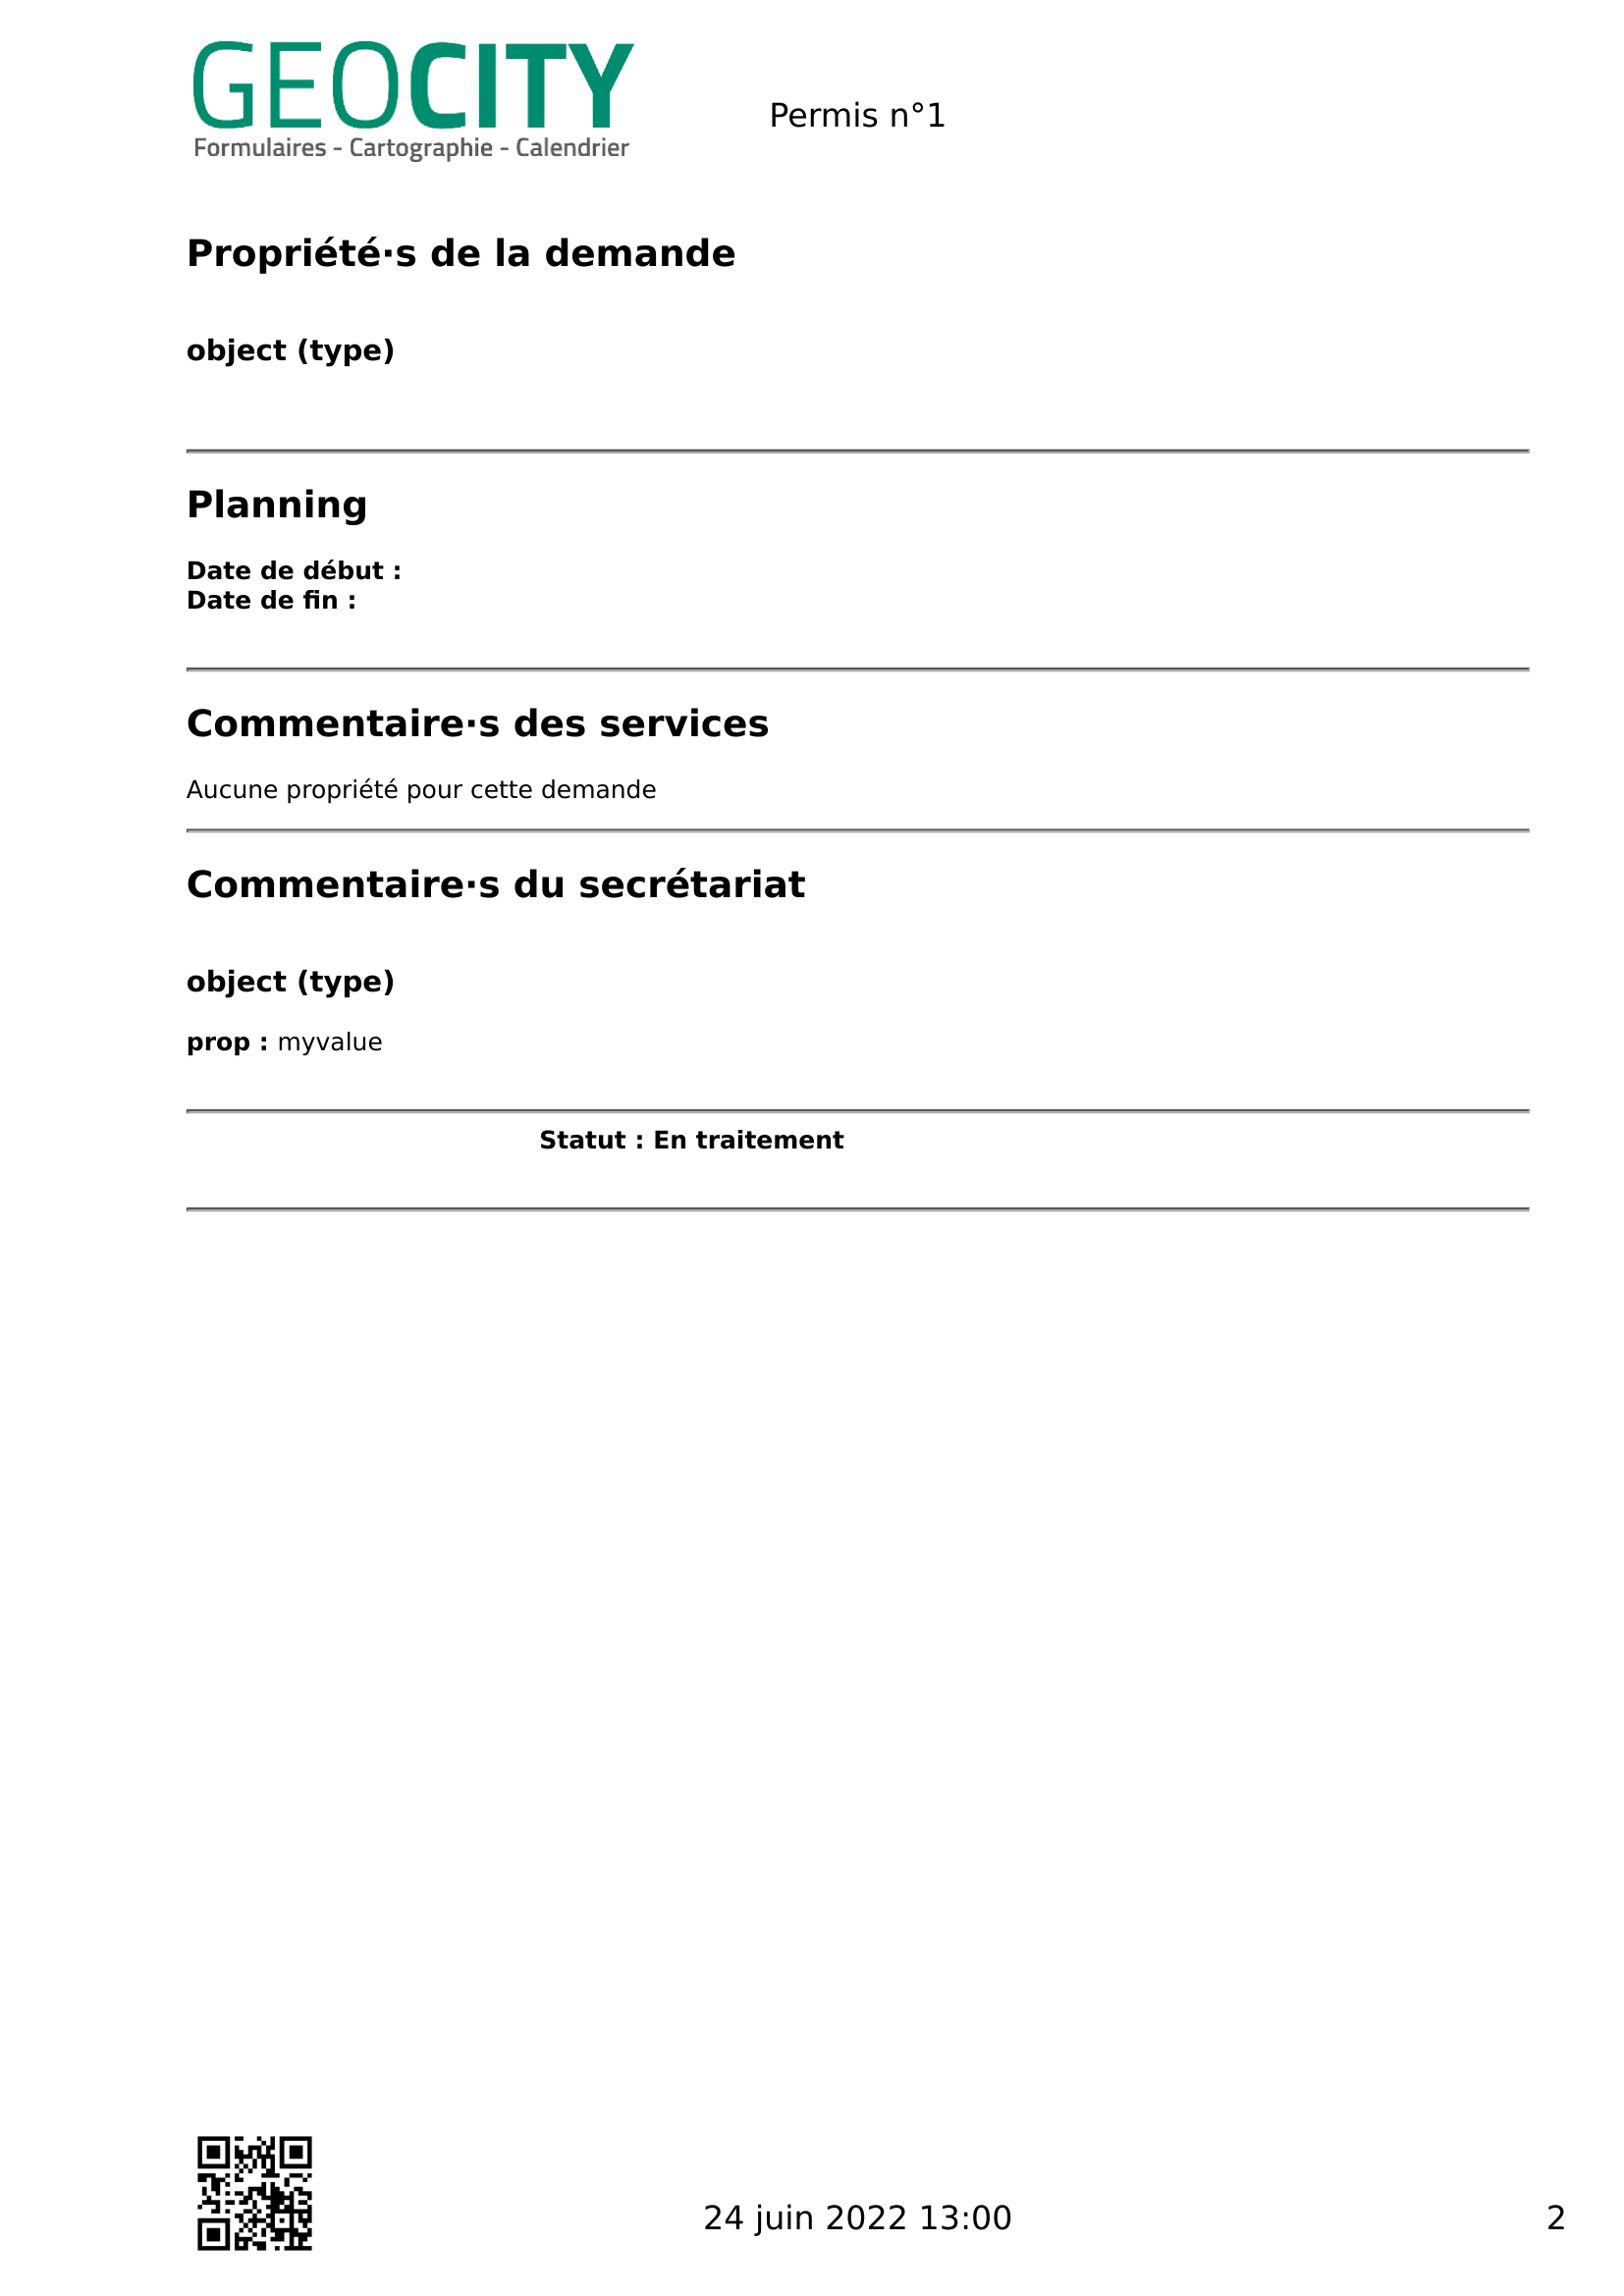 GEOCITY
Formulaires - Cartographie - Calendrier
Permis n°1
Propriété·s de la demande
object (type)
Planning
Date de début :
Date de fin :
Commentaire·s des services
Aucune propriété pour cette demande
Commentaire·s du secrétariat
object (type)
prop : myvalue
Statut : En traitement
24 juin 2022 13:00
2